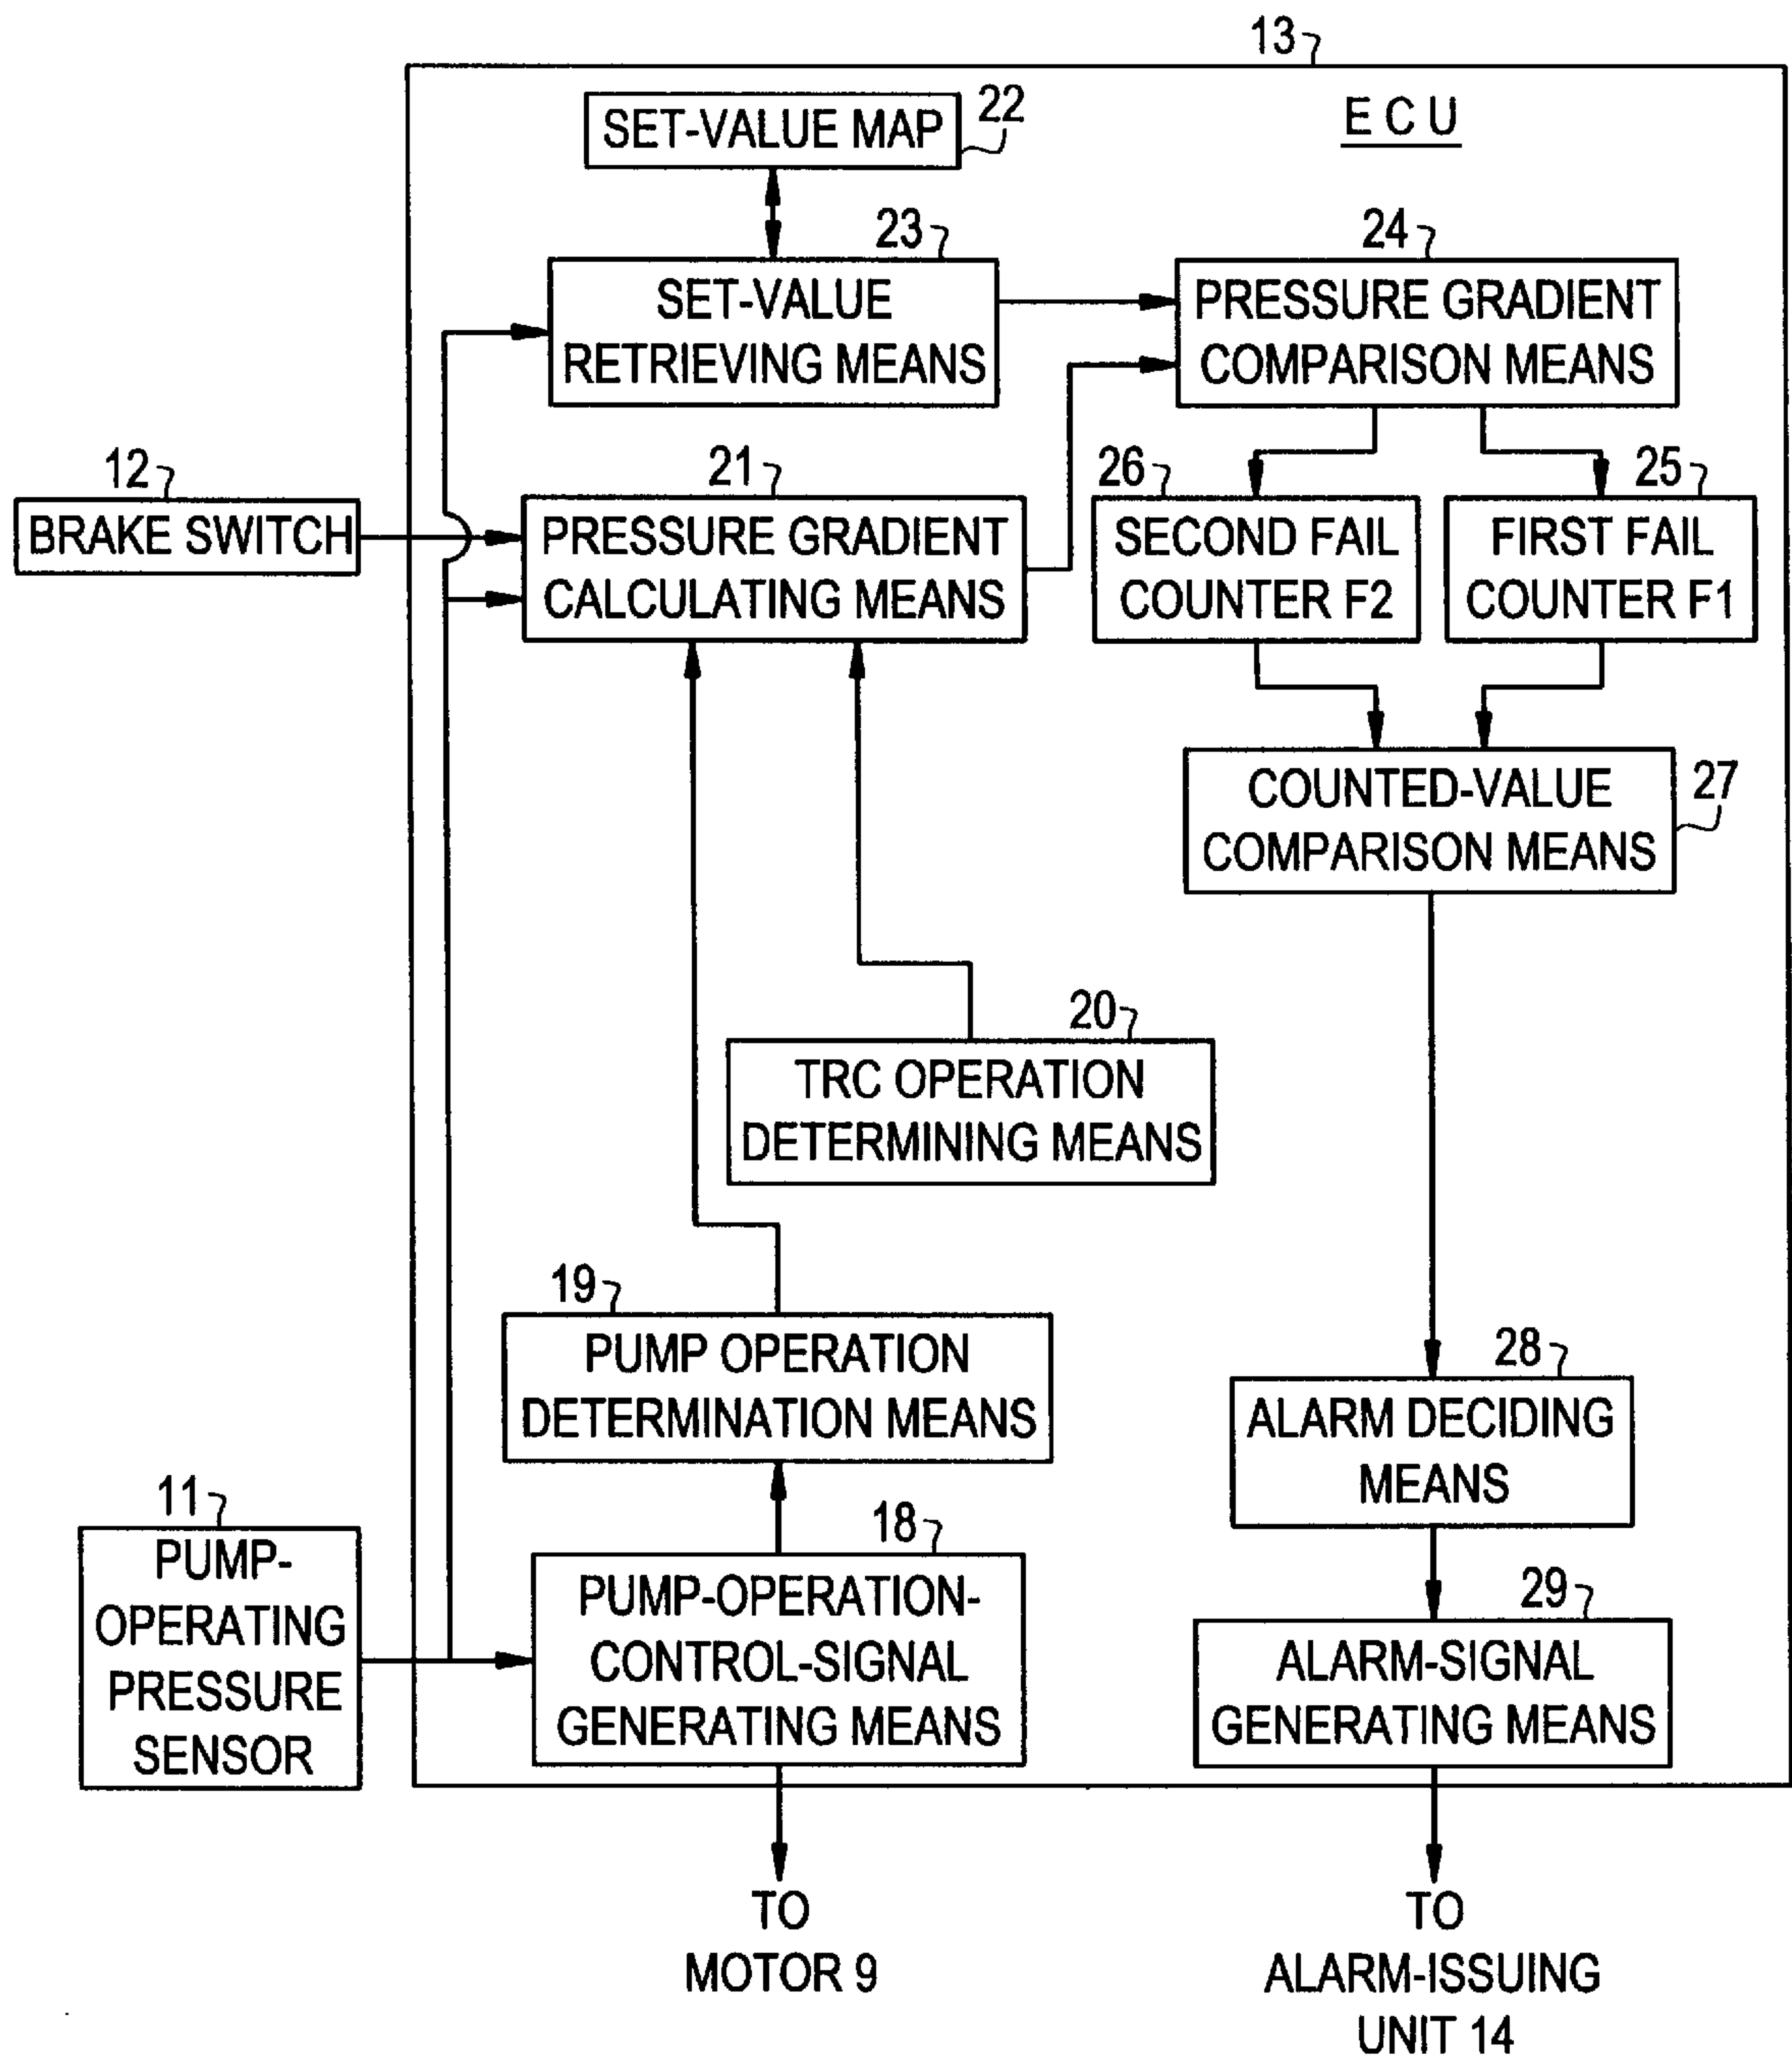 13
ECU
SET-VALUE MAP
22
23
SET-VALUE
RETRIEVING MEANS
24
PRESSURE GRADIENT
COMPARISON MEANS
12
BRAKE SWITCH
21
PRESSURE GRADIENT
CALCULATING MEANS
26
SECOND FAIL
COUNTER F2
25
FIRST FAIL
COUNTER F1
COUNTED-VALUE
COMPARISON MEANS
27
20
TRC OPERATION
DETERMINING MEANS
19
PUMP OPERATION
DETERMINATION MEANS
28
ALARM DECIDING
MEANS
11
PUMP-
OPERATING
PRESSURE
SENSOR
18
PUMP-OPERATION-
CONTROL-SIGNAL
GENERATING MEANS
29
ALARM-SIGNAL
GENERATING MEANS
TO
MOTOR 9
TO
ALARM-ISSUING
UNIT 14